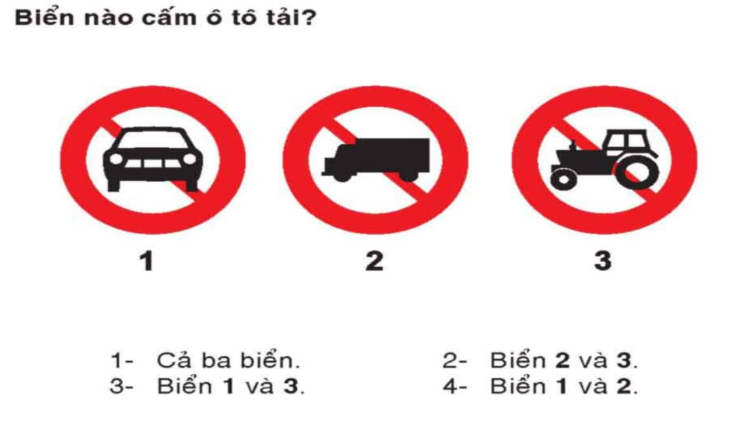 Biển nào cấm ô tô tải?
1 2 3
1- Cả ba biển. 2- Biển 2 và 3.
3- Biển 1 và 3. 4- Biển 1 và 2.